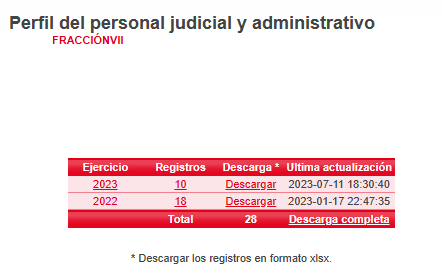 Perfil del personal judicial y administrativo
FRACCIÓNVII
Ejercicio Registros Descarga * Ultima actualización
2023 10 Descargar 2023-07-11 18:30:40
2022 18 Descargar 2023-01-17 22:47:35
Total 28 Descarga completa
* Descargar los registros en formato xlsx.